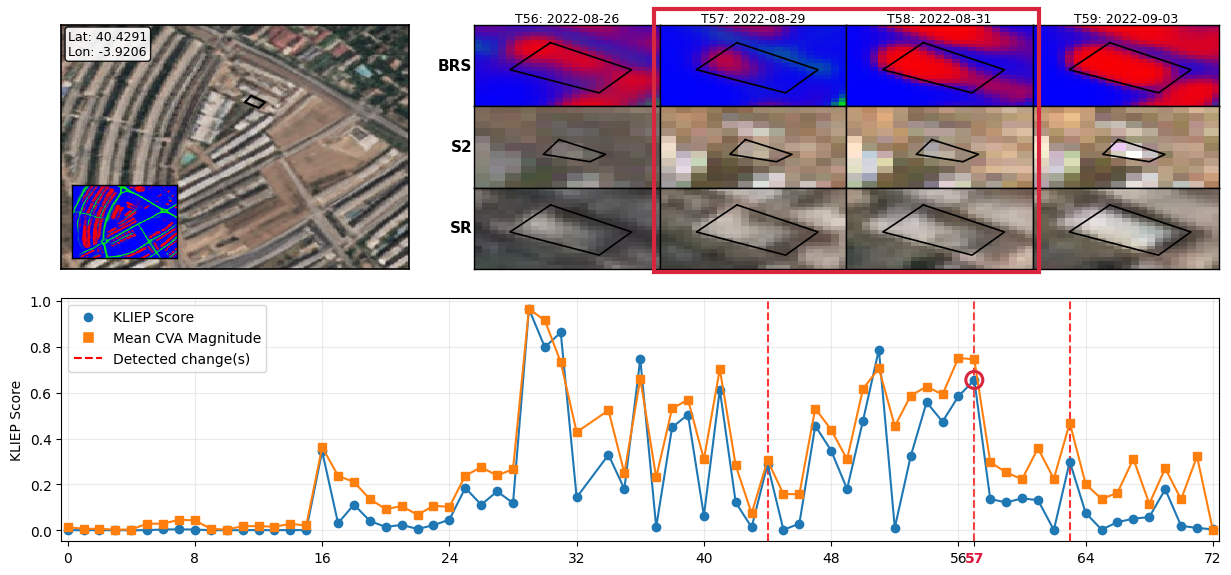 Lat: 40.4291
Lon: -3.9206
T56: 2022-08-26
T57: 2022-08-29
T58: 2022-08-31
T59: 2022-09-03
BRS
S2
SR
KLIEP Score
Mean CVA Magnitude
Detected change(s)
KLIEP Score
1.0
0.8
0.6
0.4
0.2
0.0
0
8
16
24
32
40
48
56
57
64
72